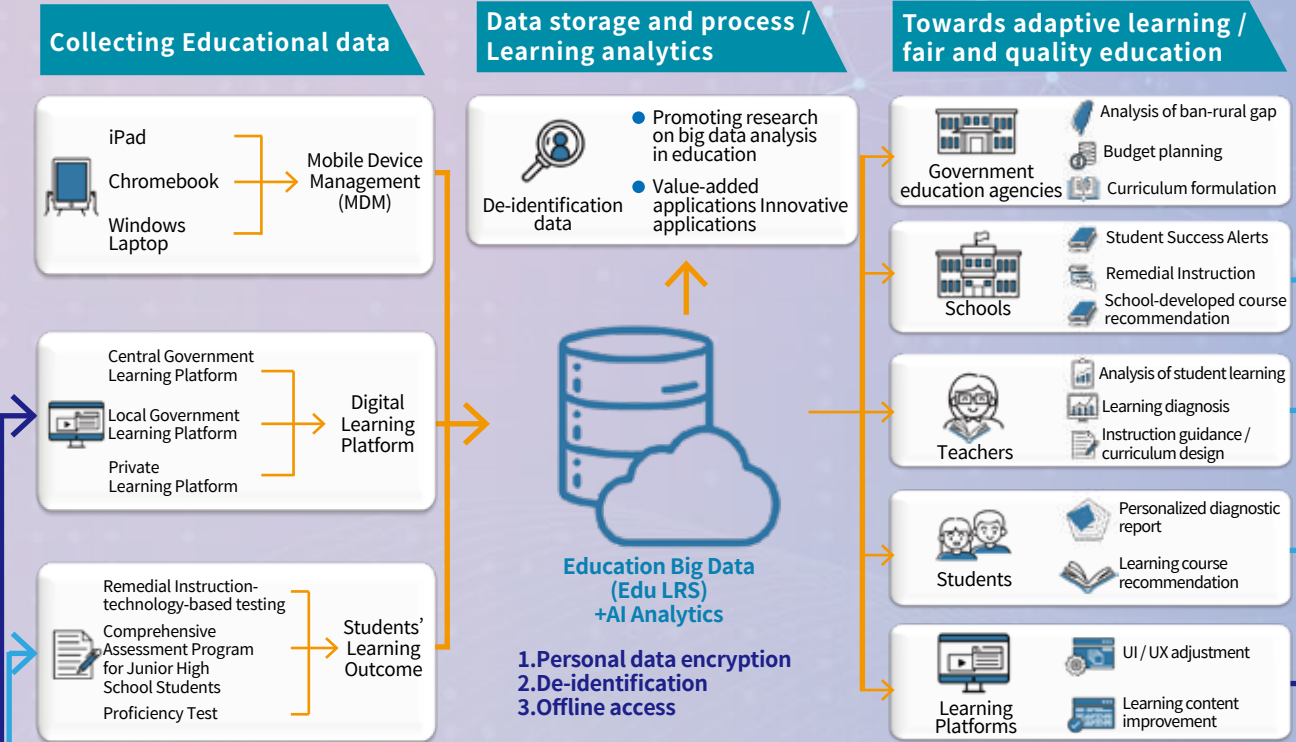 Collecting Educational data
iPad
Chromebook
Windows
Laptop
Mobile Device
Management
(MDM)
Central Government
Learning Platform
Local Government
Learning Platform
Private
Learning Platform
Digital
Learning
Platform
Remedial Instruction-
technology-based testing
Comprehensive
Assessment Program
for Junior High
School Students
Proficiency Test
Students’
Learning
Outcome
Data storage and process /
Learning analytics
De-identification
data
● Promoting research
on big data analysis
in education
● Value-added
applications Innovative
applications
Education Big Data
(Edu LRS)
+AI Analytics
1.Personal data encryption
2.De-identification
3.Offline access
Towards adaptive learning /
fair and quality education
Government
education agencies
Analysis of ban-rural gap
Budget planning
Curriculum formulation
Schools
Student Success Alerts
Remedial Instruction
School-developed course
recommendation
Teachers
Analysis of student learning
Learning diagnosis
Instruction guidance /
curriculum design
Students
Personalized diagnostic
report
Learning course
recommendation
Learning
Platforms
UI / UX adjustment
Learning content
improvement